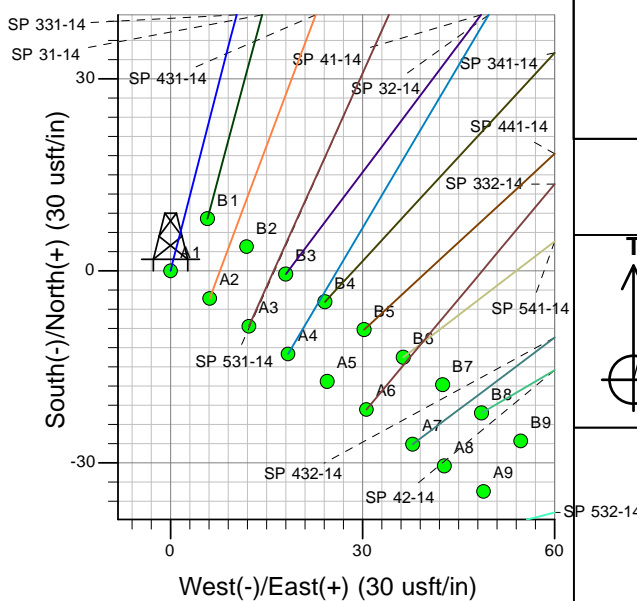 SP 331-14
SP 31-14
SP 431-14
SP 41-14
SP 32-14
SP 341-14
SP 441-14
SP 332-14
SP 541-14
SP 531-14
SP 432-14
SP 42-14
SP 532-14
30
0
-30
B1
B2
B3
B4
B5
B6
B7
B8
B9
A1
A2
A3
A4
A5
A6
A7
A8
A9
T
South(-)/North(+) (30 usft/in)
0
30
60
West(-)/East(+) (30 usft/in)